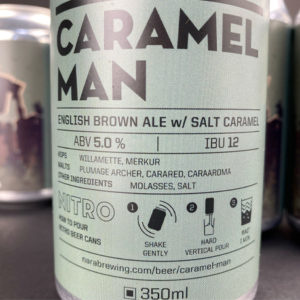 CARAMEL
MAN
ENGLISH BROWN ALE w/ SALT CARAMEL
ABV 5.0 % IBU 12
HOPS WILLAMETTE, MERKUR
MALTS PLUMAGE ARCHER, CARARED, CARAAROMA
OTHER INGREDIENTS MOLASSES, SALT
NITRO
HOW TO POUR
NITRO BEER CANS
1 2 3
SHAKE
GENTLY
HARD
VERTICAL POUR
WAIT
1 MIN
narabrewing.com/beer/caramel-man
350ml